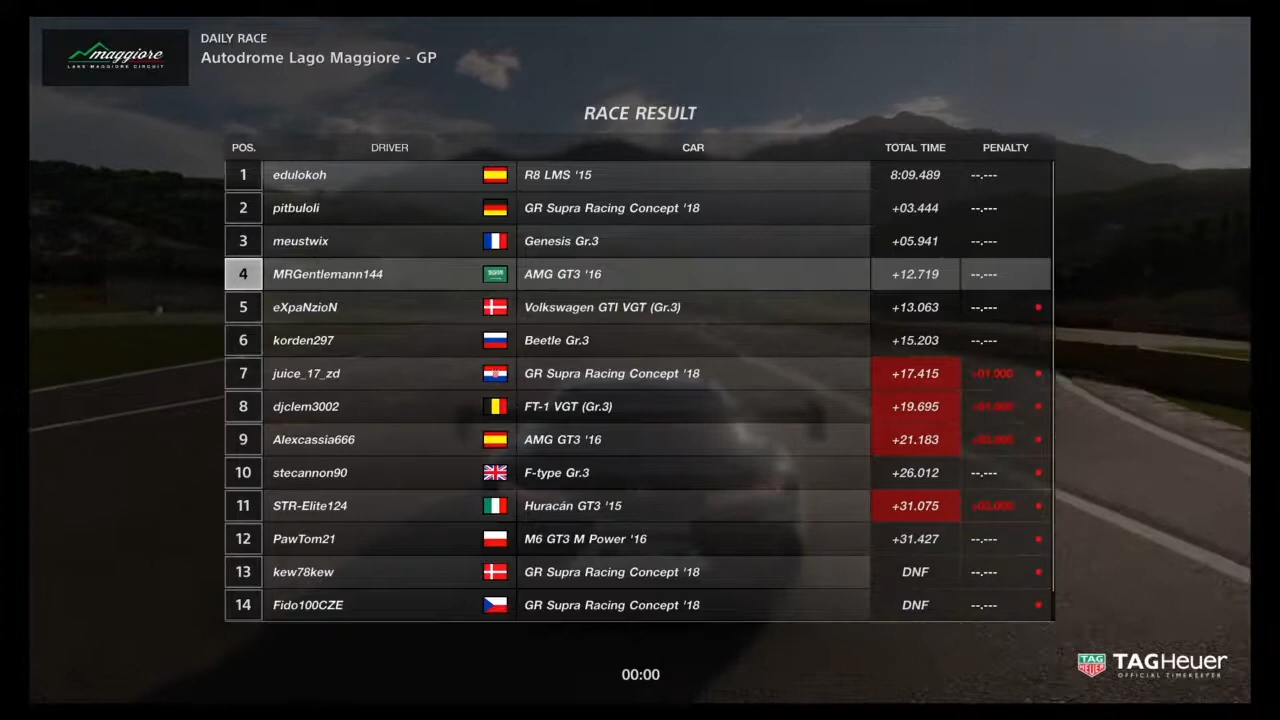 maggiore
LAKE MAGGIORE CIRCUIT
DAILY RACE
Autodrome Lago Maggiore - GP
RACE RESULT
POS. DRIVER CAR TOTAL TIME PENALTY
1 edulokoh R8 LMS '15 8:09.489 --.---
2 pitbuloli GR Supra Racing Concept '18 +03.444 --.---
3 meustwix Genesis Gr.3 +05.941 --.---
4 MRGentlemann144 AMG GT3 '16 +12.719 --.---
5 eXpaNzioN Volkswagen GTI VGT (Gr.3) +13.063 --.---
6 korden297 Beetle Gr.3 +15.203 --.---
7 juice_17_zd GR Supra Racing Concept '18 +17.415 +01.000
8 djclem3002 FT-1 VGT (Gr.3) +19.695
9 Alexcassia666 AMG GT3 '16 +21.183
10 stecannon90 F-type Gr.3 +26.012 --.---
11 STR-Elite124 Huracán GT3 '15 +31.075
12 PawTom21 M6 GT3 M Power '16 +31.427 --.---
13 kew78kew GR Supra Racing Concept '18 DNF --.---
14 Fido100CZE GR Supra Racing Concept '18 DNF --.---
00:00
TAG HEUER TAGHeuer
OFFICIAL TIMEKEEPER